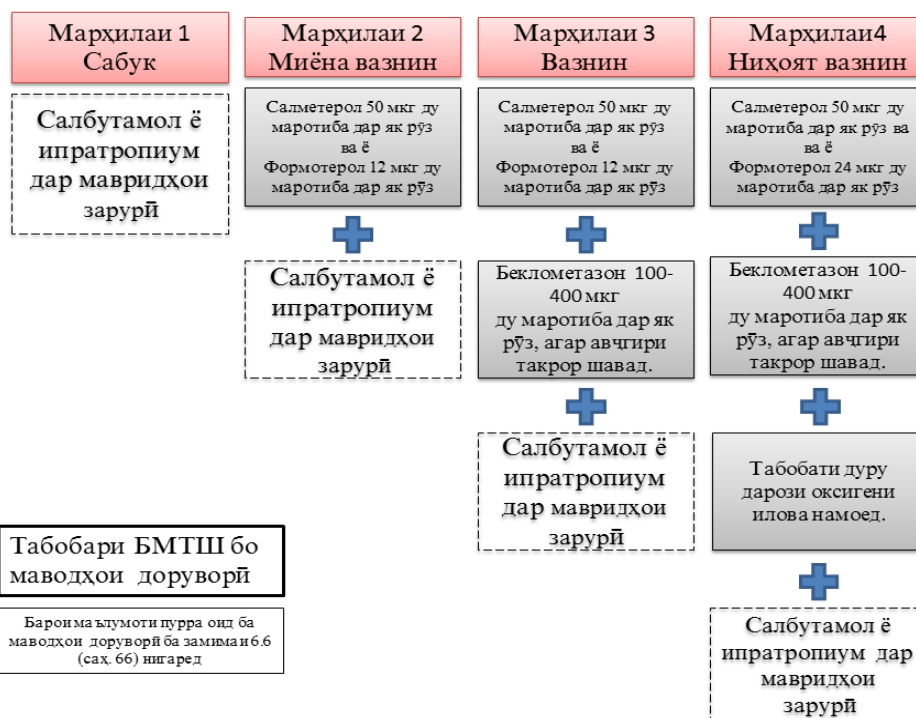 Марҳилаи 1
Сабук
Салбутамол ё
ипратропиум
дар мавридҳои
зарурӣ
Марҳилаи 2
Миёна вазнин
Салметерол 50 мкг ду
маротиба дар як рӯз
ва ё
Формотерол 12 мкг ду
маротиба дар як рӯз
Салбутамол ё
ипратропиум
дар мавридҳои
зарурӣ
Марҳилаи 3
Вазнин
Салметерол 50 мкг ду
маротиба дар як рӯз
ва ё
Формотерол 12 мкг ду
маротиба дар як рӯз
Беклометазон 100-
400 мкг
ду маротиба дар як
рӯз, агар авҷгири
такрор шавад.
Салбутамол ё
ипратропиум
дар мавридҳои
зарурӣ
Марҳилаи4
Ниҳоят вазнин
Салметерол 50 мкг ду
маротиба дар як рӯз ва
ва ё
Формотерол 24 мкг ду
маротиба дар як рӯз
Беклометазон 100-
400 мкг
ду маротиба дар як
рӯз, агар авҷгири
такрор шавад.
Табобати дуру
дарози оксигени
илова намоед.
Салбутамол ё
ипратропиум дар
мавридҳои
зарурӣ
Табобари БМТШ бо
маводҳои доруворӣ
Барои маълумоти пурра оид ба
маводҳои доруворӣ ба замимаи 6.6
(саҳ. 66) нигаред